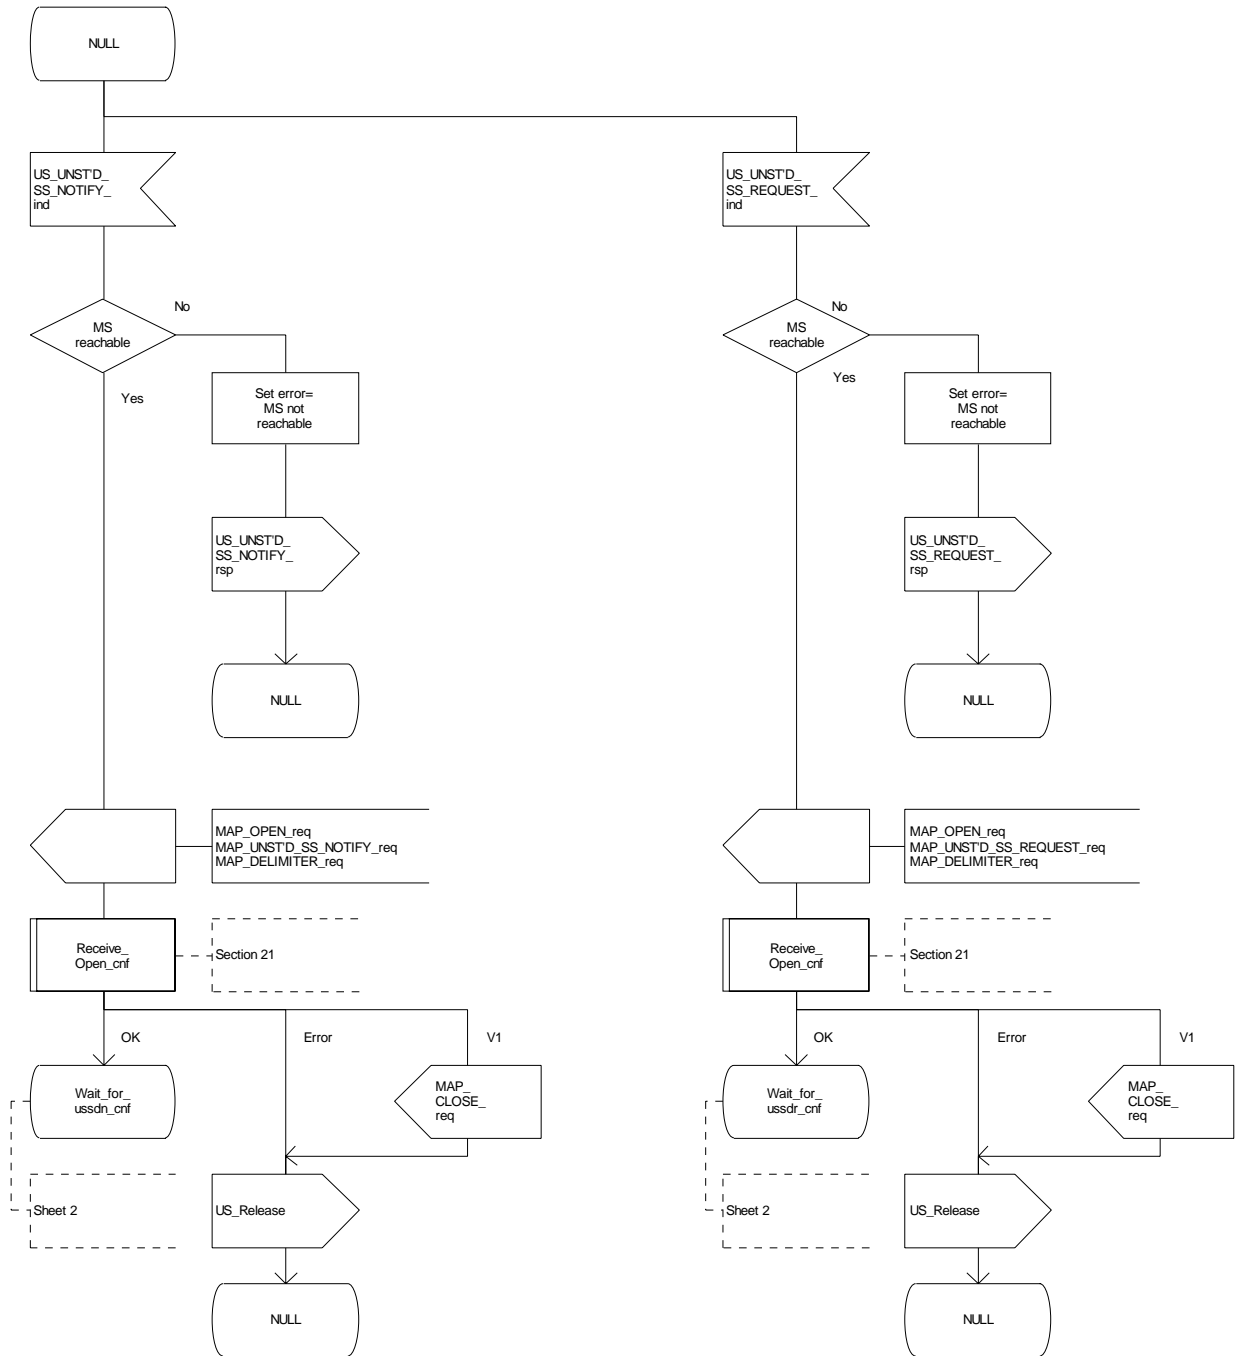 NULL
US_UNST'D_
SS_NOTIFY_
ind
US_UNST'D_
SS_REQUEST_
ind
No
MS
reachable
Yes
Set error=
MS not
reachable
No
MS
reachable
Yes
Set error=
MS not
reachable
US_UNST'D_
SS_NOTIFY_
rsp
US_UNST'D_
SS_REQUEST_
rsp
NULL
NULL
MAP_OPEN_req
MAP_UNST'D_SS_NOTIFY_req
MAP_DELIMITER_req
MAP_OPEN_req
MAP_UNST'D_SS_REQUEST_req
MAP_DELIMITER_req
Receive_
Open_cnf
Section 21
Receive_
Open_cnf
Section 21
OK
Error
V1
OK
Error
V1
Wait_for_
ussdn_cnf
MAP_
CLOSE_
req
Wait_for_
ussdr_cnf
MAP_
CLOSE_
req
Sheet 2
US_Release
Sheet 2
US_Release
NULL
NULL